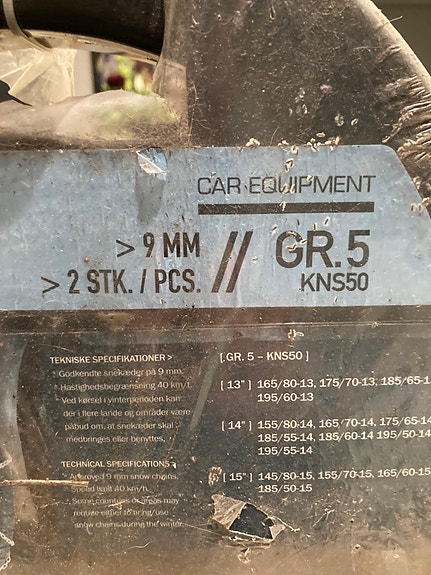 CAR EQUIPMENT
> 9 MM
> 2 STK. / PCS. // GR.5
KNS50
TEKNISKE SPECIFIKATIONER >
· Godkendte snekæder på 9 mm.
· Hastighedsbegrænsning 40 km/t.
· Ved kørsel i vinterperioden kan
der i flere lande og områder være
påbud om, at snekæder skal
medbringes eller benyttes.
TECHNICAL SPECIFICATIONS >
· Approved 9 mm snow chains.
· Speed limit 40 km/h.
· Some countries or areas may
require either to bring/use
snow chains during the winter.
[ GR. 5 – KNS50 ]
[ 13" ] 165/80-13, 175/70-13, 185/65-1
195/60-13
[ 14" ] 155/80-14, 165/70-14, 175/65-14
185/55-14, 185/60-14 195/50-14
195/55-14
[ 15" ] 145/80-15, 155/70-15, 165/60-15
185/50-15